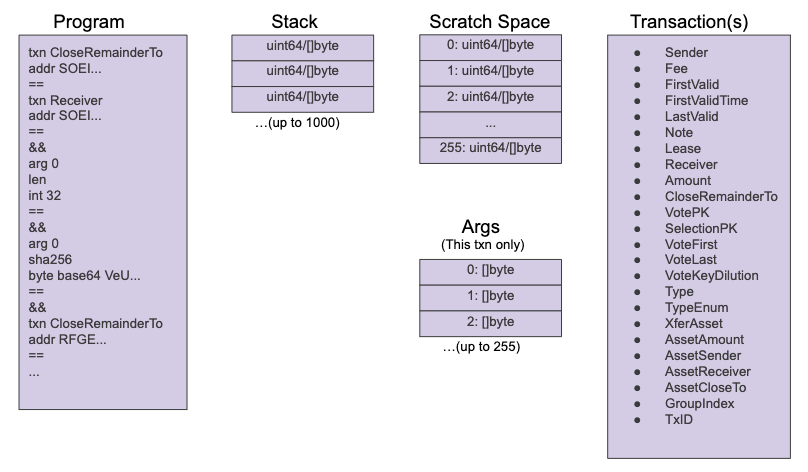 Program
txn CloseRemainderTo
addr SOEI...
==
txn Receiver
addr SOEI...
==
&&
arg 0
len
int 32
==
&&
arg 0
sha256
byte base64 VeU...
==
&&
txn CloseRemainderTo
addr RFGE...
==
...
Stack
uint64/[]byte
uint64/[]byte
uint64/[]byte
…(up to 1000)
Scratch Space
0: uint64/[]byte
1: uint64/[]byte
2: uint64/[]byte
...
255: uint64/[]byte
Args
(This txn only)
0: []byte
1: []byte
2: []byte
…(up to 255)
Transaction(s)
● Sender
● Fee
● FirstValid
● FirstValidTime
● LastValid
● Note
● Lease
● Receiver
● Amount
● CloseRemainderTo
● VotePK
● SelectionPK
● VoteFirst
● VoteLast
● VoteKeyDilution
● Type
● TypeEnum
● XferAsset
● AssetAmount
● AssetSender
● AssetReceiver
● AssetCloseTo
● GroupIndex
● TxID